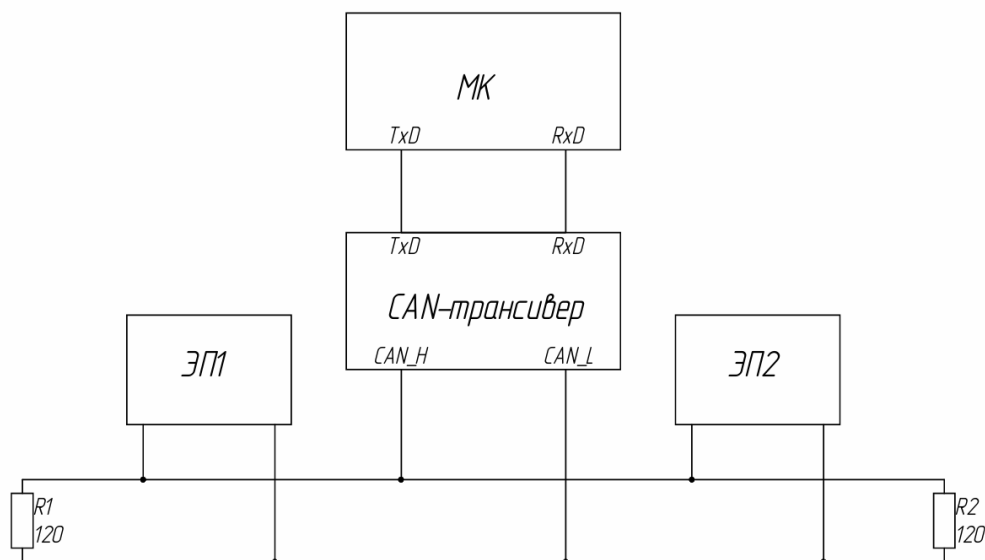 МК
TxD RxD
TxD RxD
CAN-трансивер
CAN_H CAN_L
ЭП1
ЭП2
R1
120
R2
120